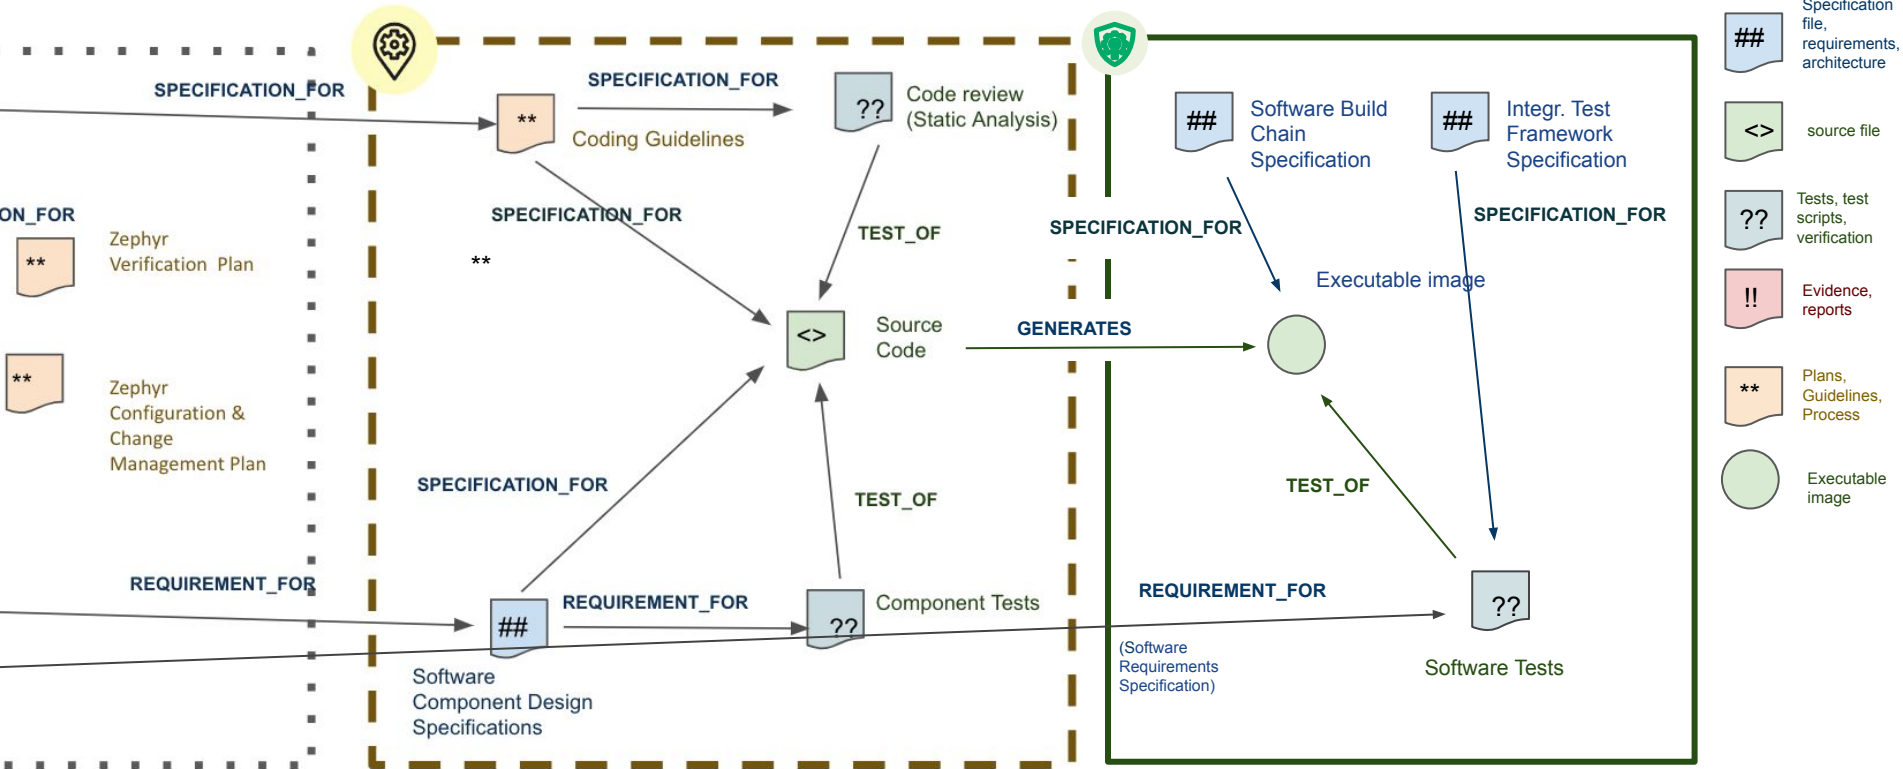 SPECIFICATION_FOR
**
SPECIFICATION_FOR
Coding Guidelines
??
Code review
(Static Analysis)
SPECIFICATION_FOR
**
TEST_OF
ON_FOR
**
Zephyr
Verification Plan
**
Zephyr
Configuration &
Change
Management Plan
<>
Source
Code
GENERATES
SPECIFICATION_FOR
TEST_OF
REQUIREMENT_FOR
##
REQUIREMENT_FOR
??
Component Tests
Software
Component Design
Specifications
##
Software Build
Chain
Specification
##
Integr. Test
Framework
Specification
SPECIFICATION_FOR
SPECIFICATION_FOR
Executable image
TEST_OF
REQUIREMENT_FOR
(Software
Requirements
Specification)
??
Software Tests
##
Specification
file,
requirements,
architecture
<>
source file
??
Tests, test
scripts,
verification
!!
Evidence,
reports
**
Plans,
Guidelines,
Process
Executable
image